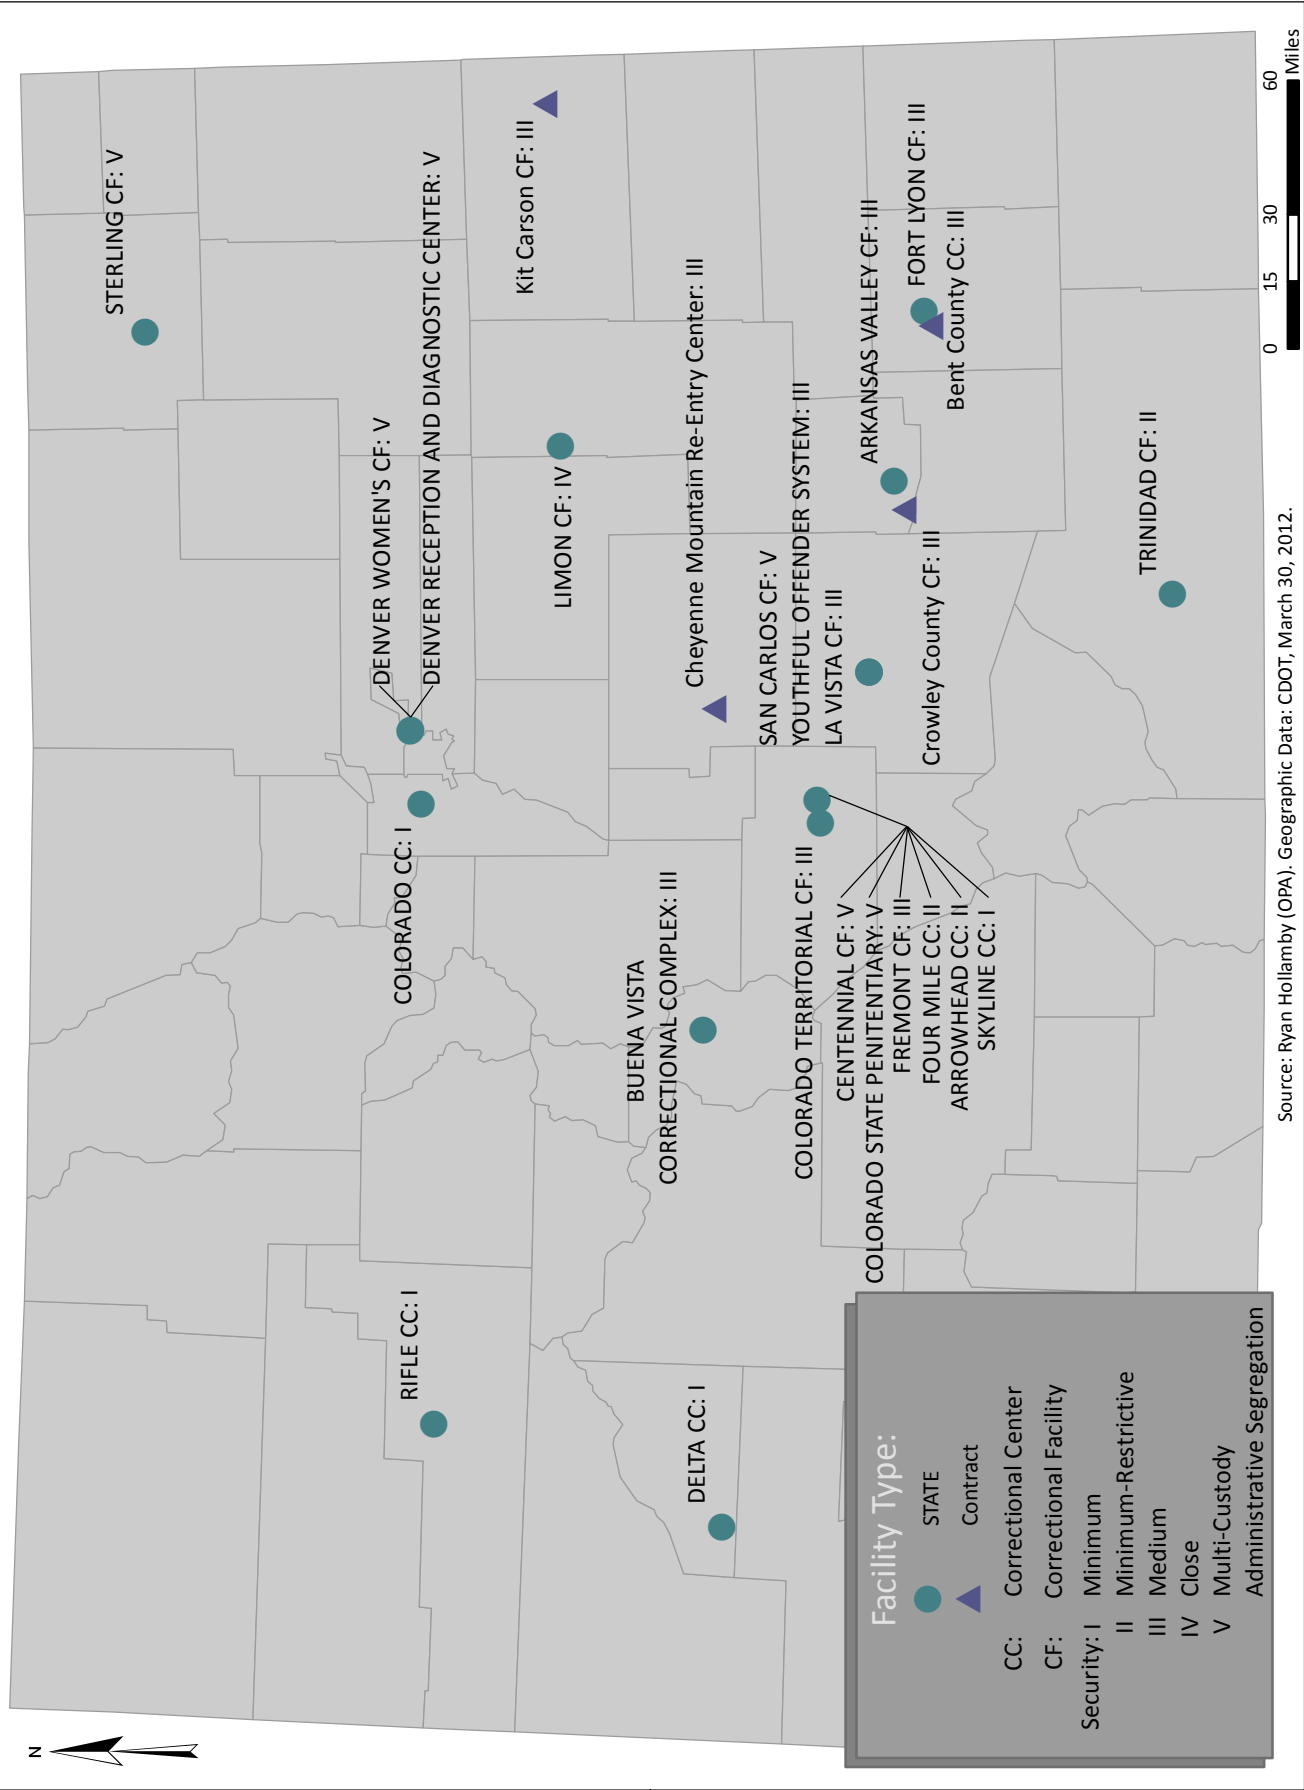 N
STERLING CF: V
DENVER WOMEN'S CF: V
DENVER RECEPTION AND DIAGNOSTIC CENTER: V
COLORADO CC: I
RIFLE CC: I
Kit Carson CF: III
LIMON CF: IV
BUENA VISTA
CORRECTIONAL COMPLEX: III
Cheyenne Mountain Re-Entry Center: III
DELTA CC: I
SAN CARLOS CF: V
YOUTHFUL OFFENDER SYSTEM: III
LA VISTA CF: III
COLORADO TERRITORIAL CF: III
CENTENNIAL CF: V
COLORADO STATE PENITENTIARY: V
FREMONT CF: III
FOUR MILE CC: II
ARROWHEAD CC: II
SKYLINE CC: I
ARKANSAS VALLEY CF: III
FORT LYON CF: III
Bent County CC: III
Crowley County CF: III
TRINIDAD CF: II
Facility Type:
STATE
Contract
CC: Correctional Center
CF: Correctional Facility
Security: I Minimum
II Minimum-Restrictive
III Medium
IV Close
V Multi-Custody
Administrative Segregation
0 15 30 60
Miles
Source: Ryan Hollamby (OPA). Geographic Data: CDOT, March 30, 2012.